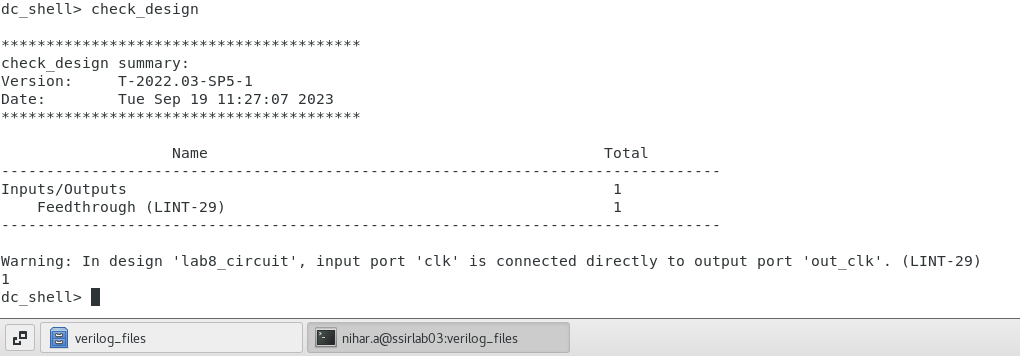 dc_shell> check_design
****************************************
check_design summary:
Version:     T-2022.03-SP5-1
Date:        Tue Sep 19 11:27:07 2023
****************************************
                   Name                                            Total
--------------------------------------------------------------------------------
Inputs/Outputs                                                      1
    Feedthrough (LINT-29)                                           1
--------------------------------------------------------------------------------
Warning: In design 'lab8_circuit', input port 'clk' is connected directly to output port 'out_clk'. (LINT-29)
1
dc_shell>
verilog_files
nihar.a@ssirlab03:verilog_files